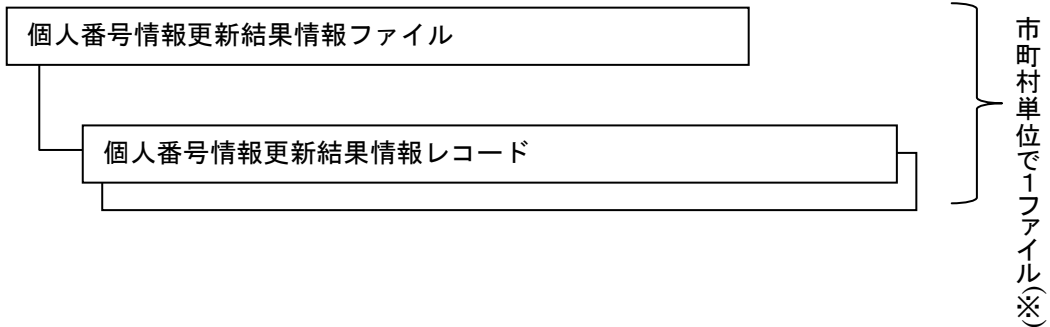 個人番号情報更新結果情報ファイル
個人番号情報更新結果情報レコード
市町村単位で1ファイル(※)